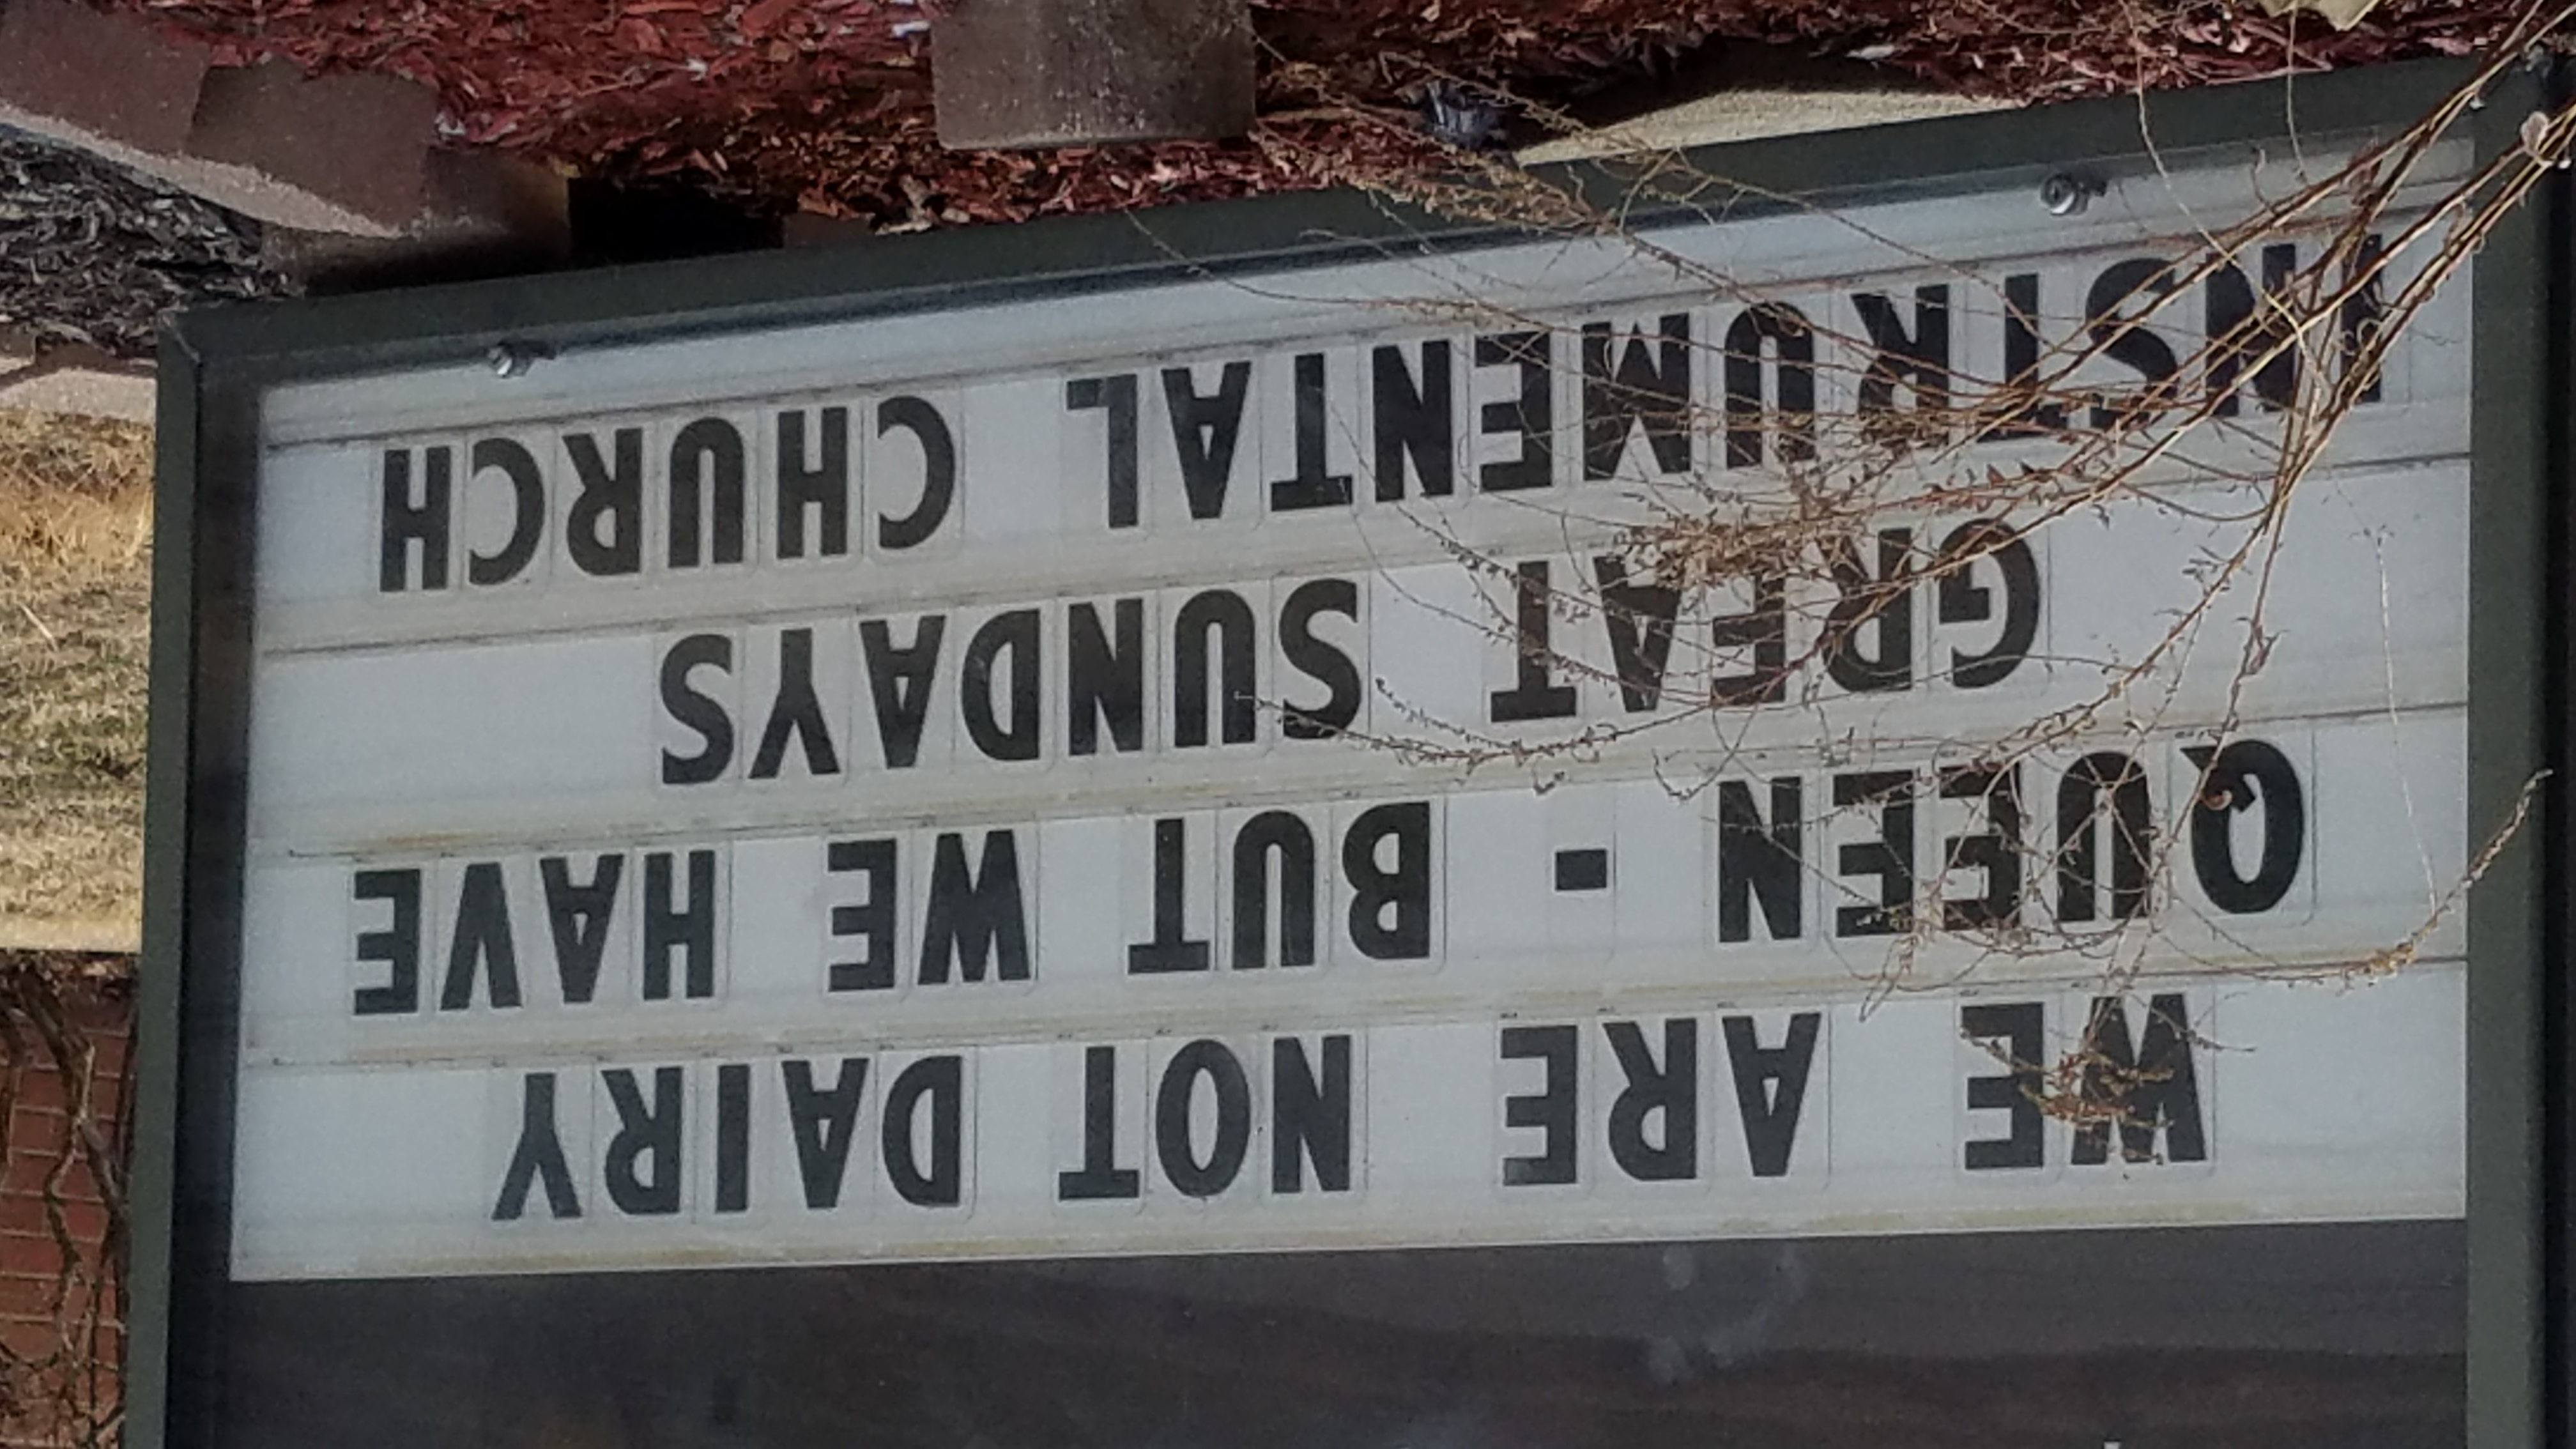 WE ARE NOT DAIRY
QUEEN - BUT WE HAVE
GREAT SUNDAYS
INSTRUMENTAL CHURCH